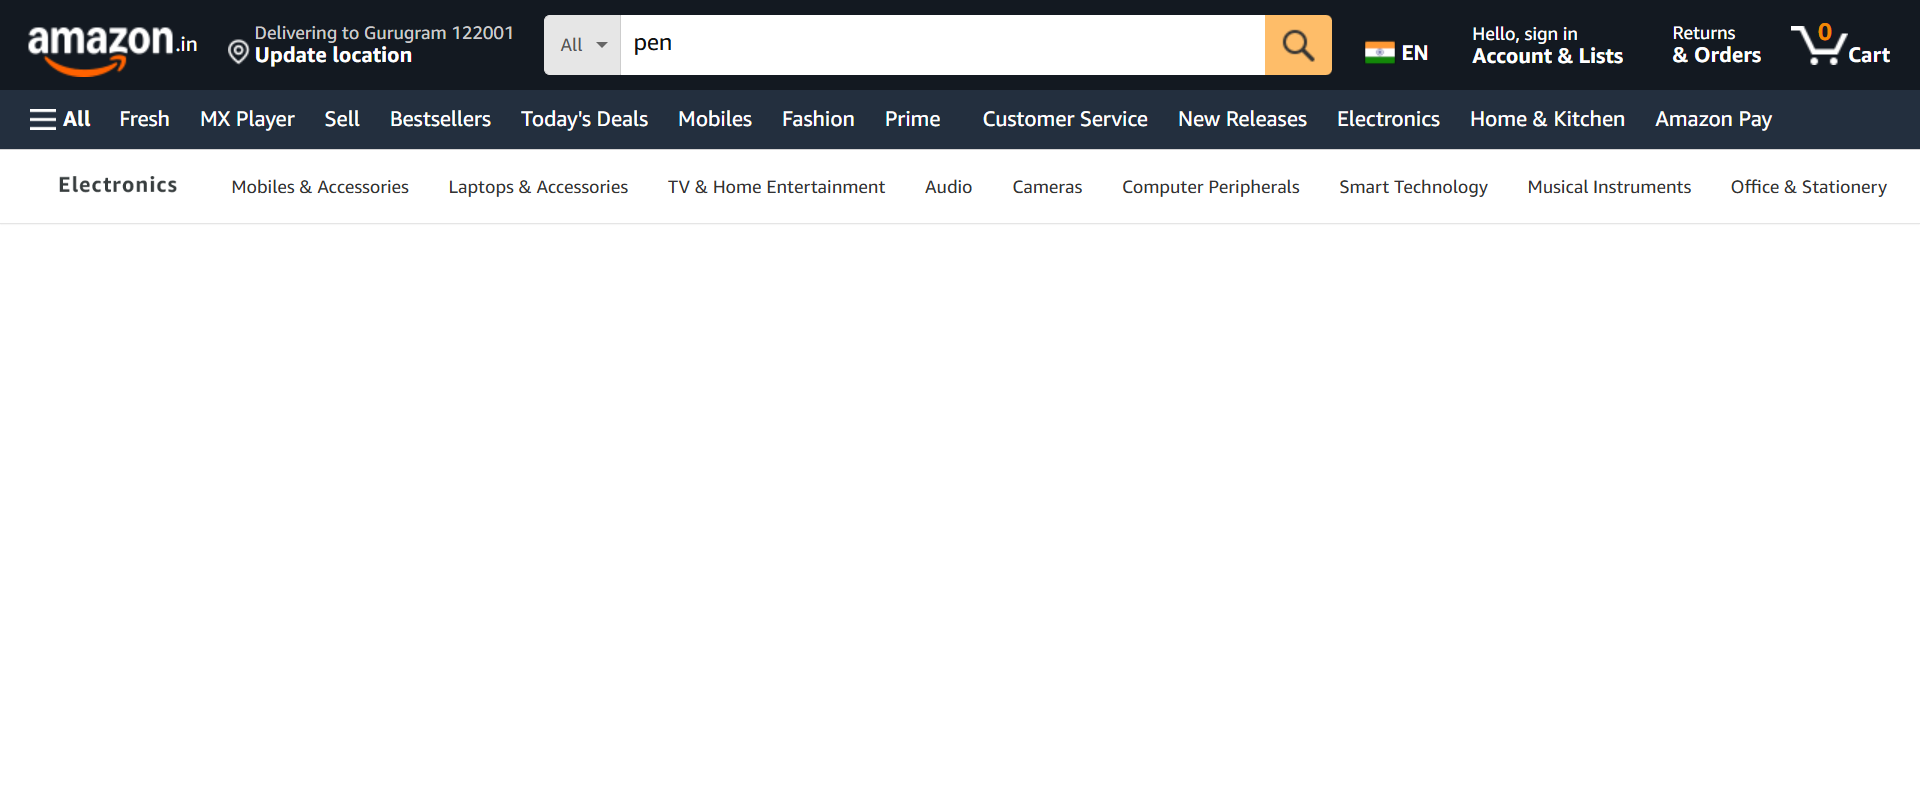 amazon.in
Delivering to Gurugram 122001
Update location
All
pen
EN
Hello, sign in
Account & Lists
Returns
& Orders
0
Cart
All Fresh MX Player Sell Bestsellers Today's Deals Mobiles Fashion Prime Customer Service New Releases Electronics Home & Kitchen Amazon Pay
Electronics Mobiles & Accessories Laptops & Accessories TV & Home Entertainment Audio Cameras Computer Peripherals Smart Technology Musical Instruments Office & Stationery